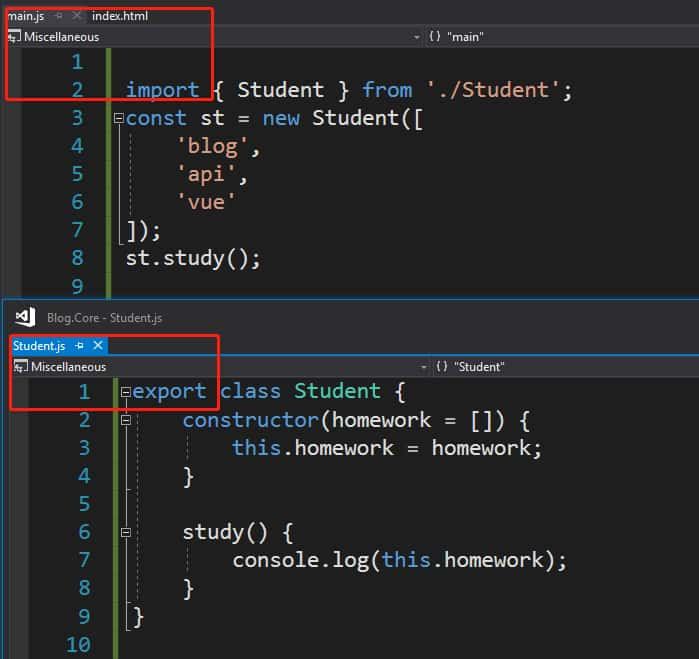 main.js index.html
Miscellaneous {} "main"
1
2 import { Student } from './Student';
3 const st = new Student([
4 'blog',
5 'api',
6 'vue'
7 ]);
8 st.study();
9
Blog.Core - Student.js
Student.js
Miscellaneous {} "Student"
1 export class Student {
2 constructor(homework = []) {
3 this.homework = homework;
4 }
5
6 study() {
7 console.log(this.homework);
8 }
9 }
10